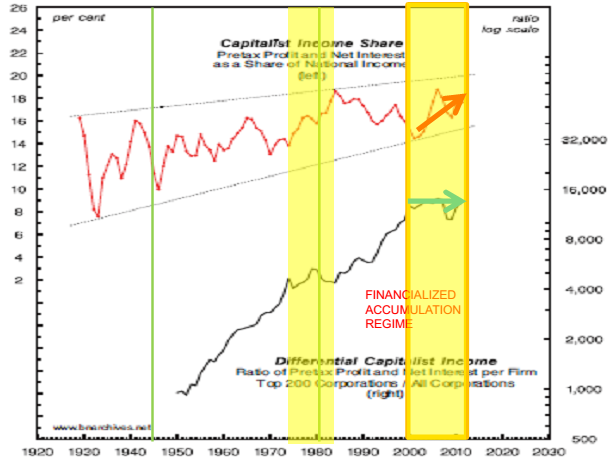 26
24
22
20
18
16
14
12
10
8
6
4
2
per cent
ratio
log scale
Capitalist Income Share
Pretax Profit and Net Interest
as a Share of National Income
(left)
32,000
16,000
8,000
4,000
2,000
1,000
500
FINANCIALIZED
ACCUMULATION
REGIME
Differential Capitalist Income
Ratio of Pretax Profit and Net Interest per Firm
Top 200 Corporations / All Corporations
(right)
www.bnarchives.net
1920 1930 1940 1950 1960 1970 1980 1990 2000 2010 2020 2030